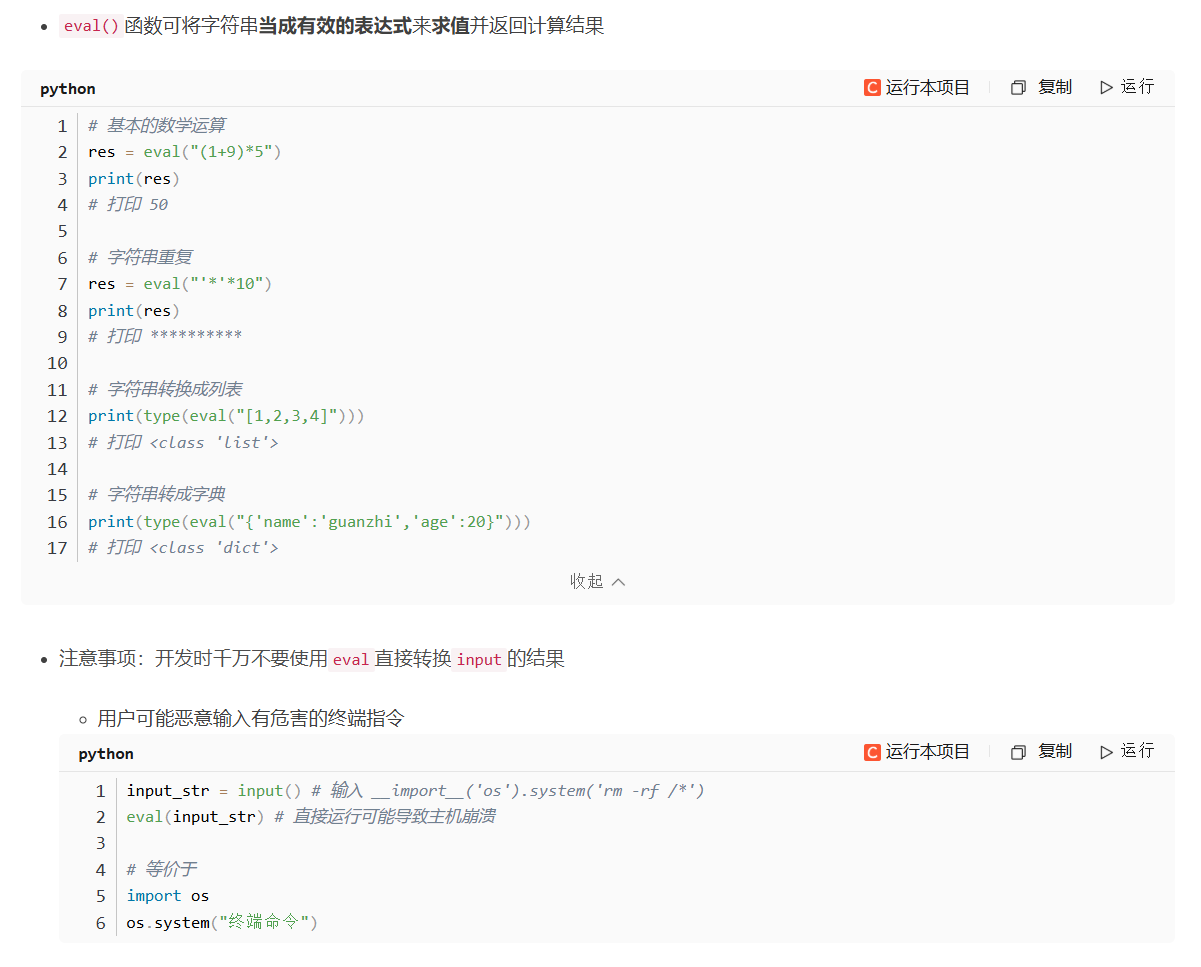 eval()函数可将字符串当成有效的表达式来求值并返回计算结果
python
C 运行本项目 复制 运行
1 # 基本的数学运算
2 res = eval("(1+9)*5")
3 print(res)
4 # 打印 50
5
6 # 字符串重复
7 res = eval("'*'*10")
8 print(res)
9 # 打印 **********
10
11 # 字符串转换成列表
12 print(type(eval("[1,2,3,4]")))
13 # 打印 <class 'list'>
14
15 # 字符串转成字典
16 print(type(eval("{'name':'guanzhi','age':20}")))
17 # 打印 <class 'dict'>
收起
注意事项：开发时千万不要使用 eval 直接转换 input 的结果
用户可能恶意输入有危害的终端指令
python
C 运行本项目 复制 运行
1 input_str = input() # 输入 __import__('os').system('rm -rf /*')
2 eval(input_str) # 直接运行可能导致主机崩溃
3
4 # 等价于
5 import os
6 os.system("终端命令")